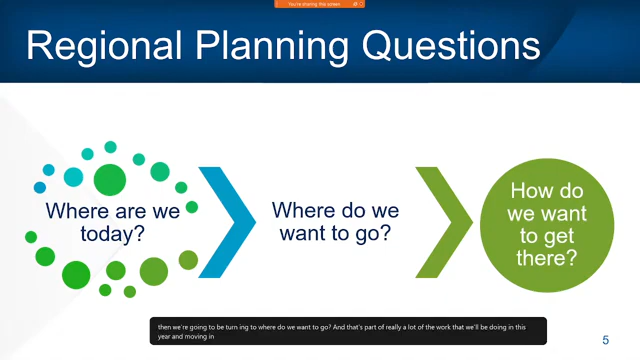 You're sharing this screen
Regional Planning Questions
Where are we
today?
Where do we
want to go?
How do
we want
to get
there?
then we're going to be turn ing to where do we want to go? And that's part of really a lot of the work that we'll be doing in this
year and moving in
5